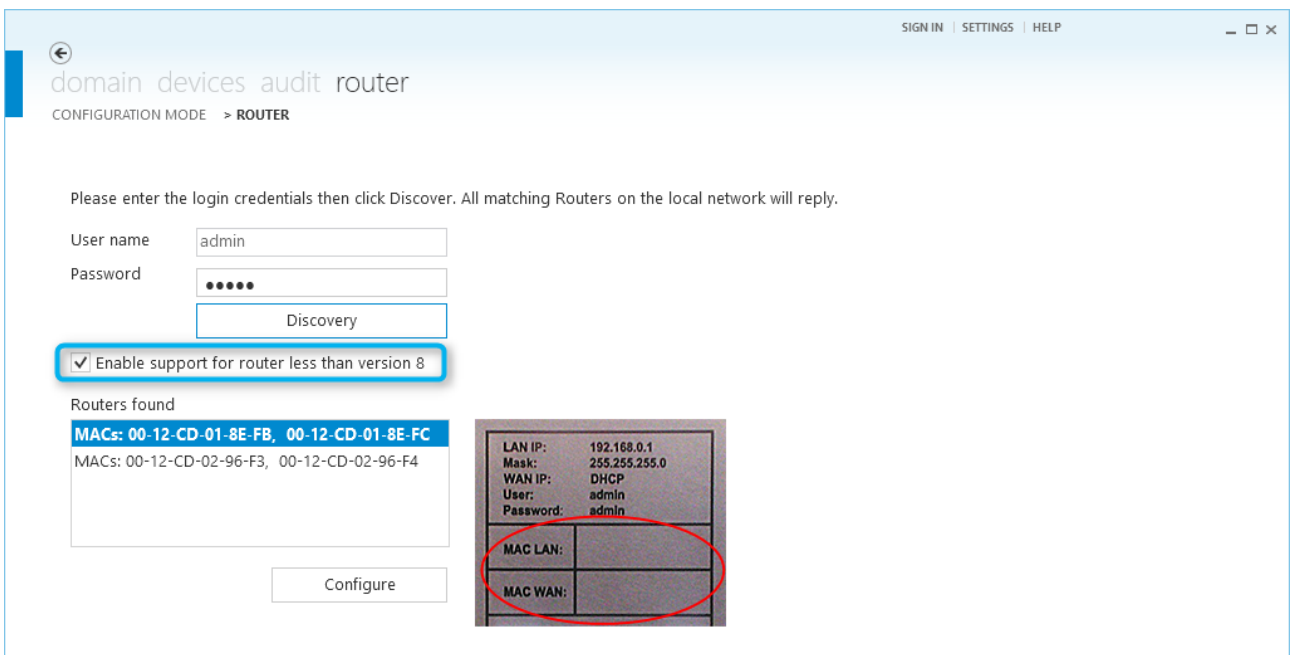 SIGN IN | SETTINGS | HELP
domain devices audit router
CONFIGURATION MODE > ROUTER
Please enter the login credentials then click Discover. All matching Routers on the local network will reply.
User name admin
Password ●●●●●
Discovery
Enable support for router less than version 8
Routers found
MACs: 00-12-CD-01-8E-FB, 00-12-CD-01-8E-FC
MACs: 00-12-CD-02-96-F3, 00-12-CD-02-96-F4
Configure
LAN IP: 192.168.0.1
Mask: 255.255.255.0
WAN IP: DHCP
User: admin
Password: admin
MAC LAN:
MAC WAN: